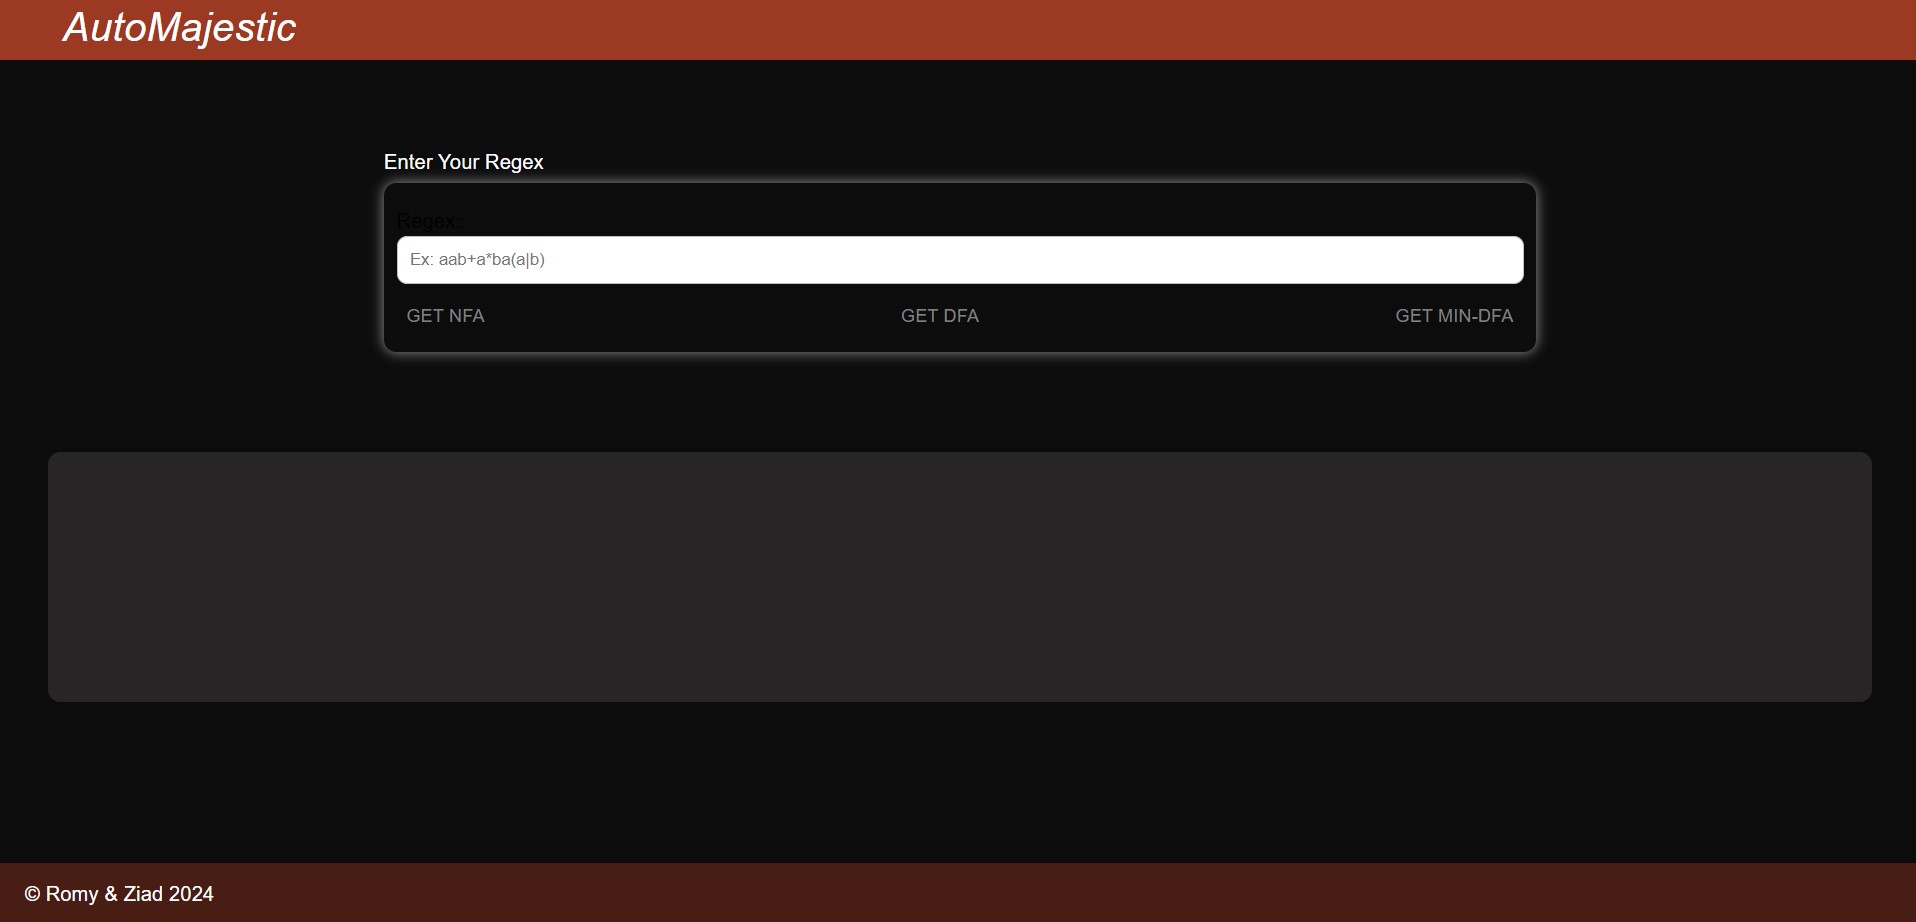 AutoMajestic
Enter Your Regex
Regex:
Ex: aab+a*ba(a|b)
GET NFA GET DFA GET MIN-DFA
© Romy & Ziad 2024